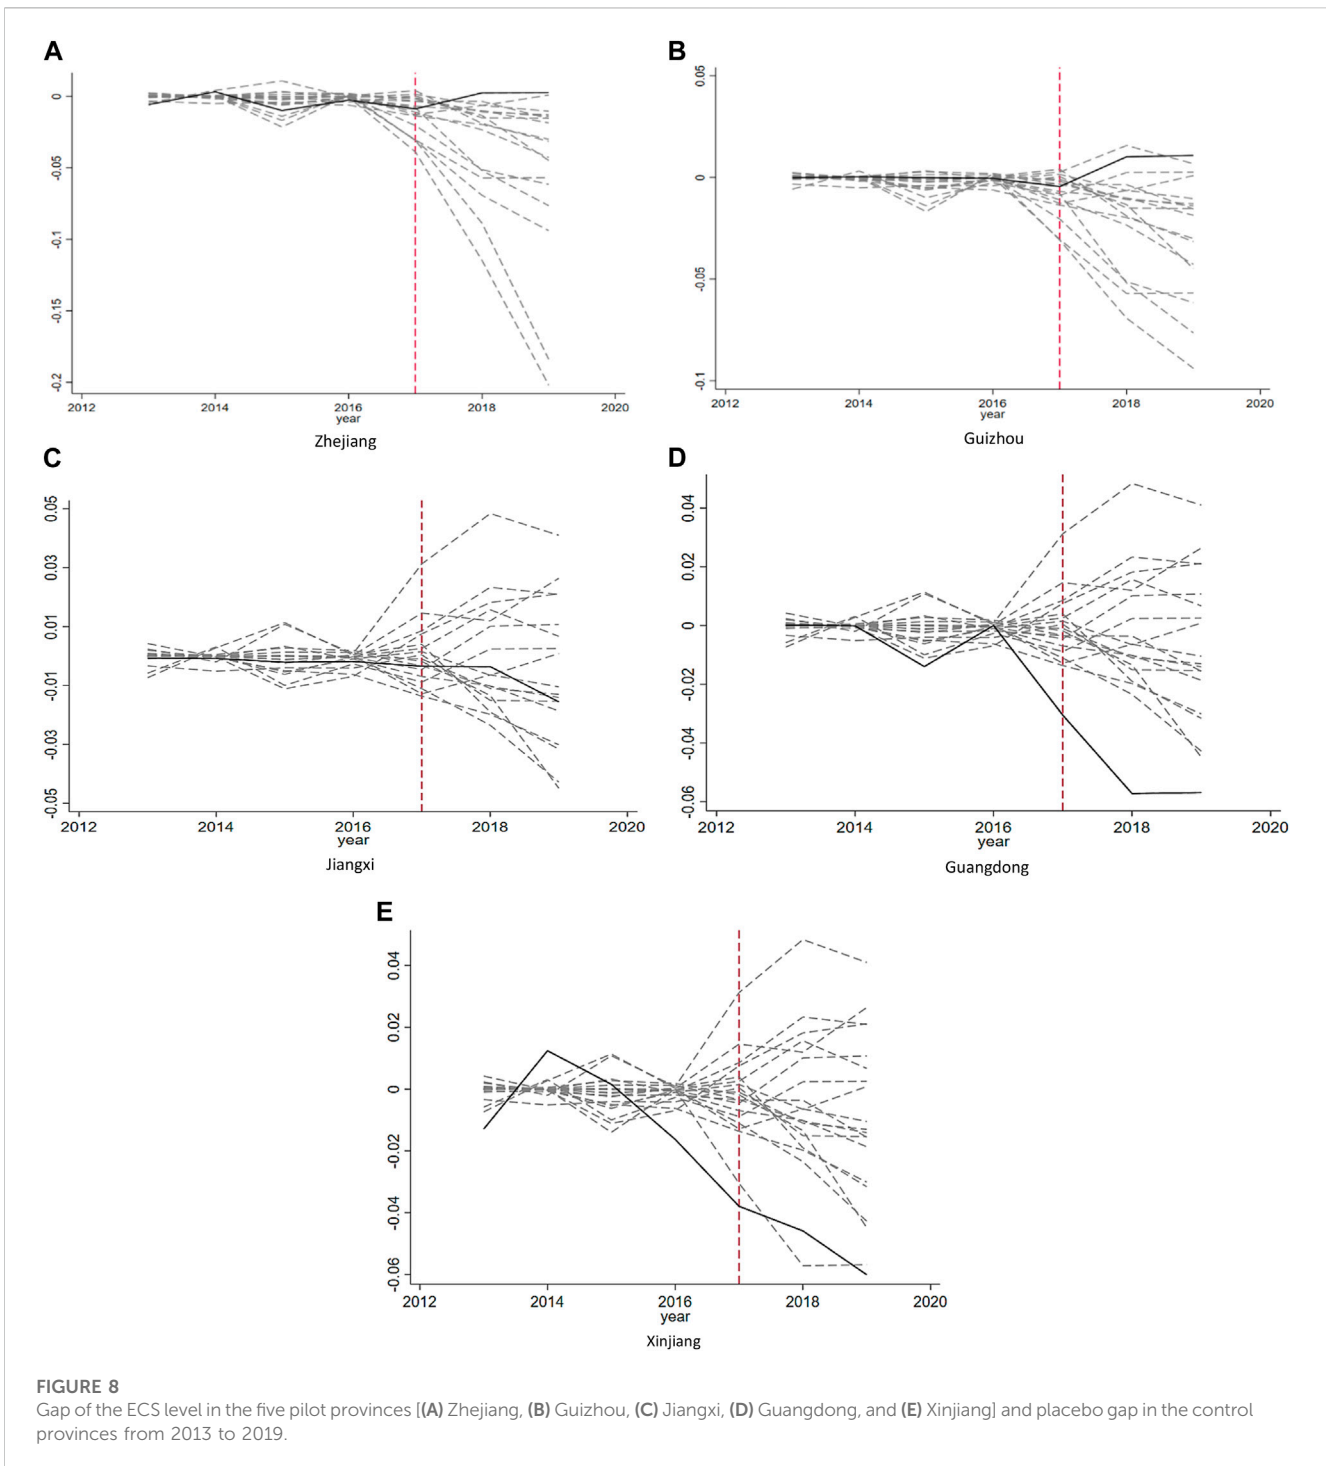 A
0
-0.05
-0.1
-0.15
-0.2
2012 2014 2016 2018 2020
year
Zhejiang
B
0.05
0
-0.05
-0.1
2012 2014 2016 2018 2020
year
Guizhou
C
0.05
0.03
0.01
-0.01
-0.03
-0.05
2012 2014 2016 2018 2020
year
Jiangxi
D
0.04
0.02
0
-0.02
-0.04
-0.06
2012 2014 2016 2018 2020
year
Guangdong
E
0.04
0.02
0
-0.02
-0.04
-0.06
2012 2014 2016 2018 2020
year
Xinjiang
FIGURE 8
Gap of the ECS level in the five pilot provinces [(A) Zhejiang, (B) Guizhou, (C) Jiangxi, (D) Guangdong, and (E) Xinjiang] and placebo gap in the control
provinces from 2013 to 2019.